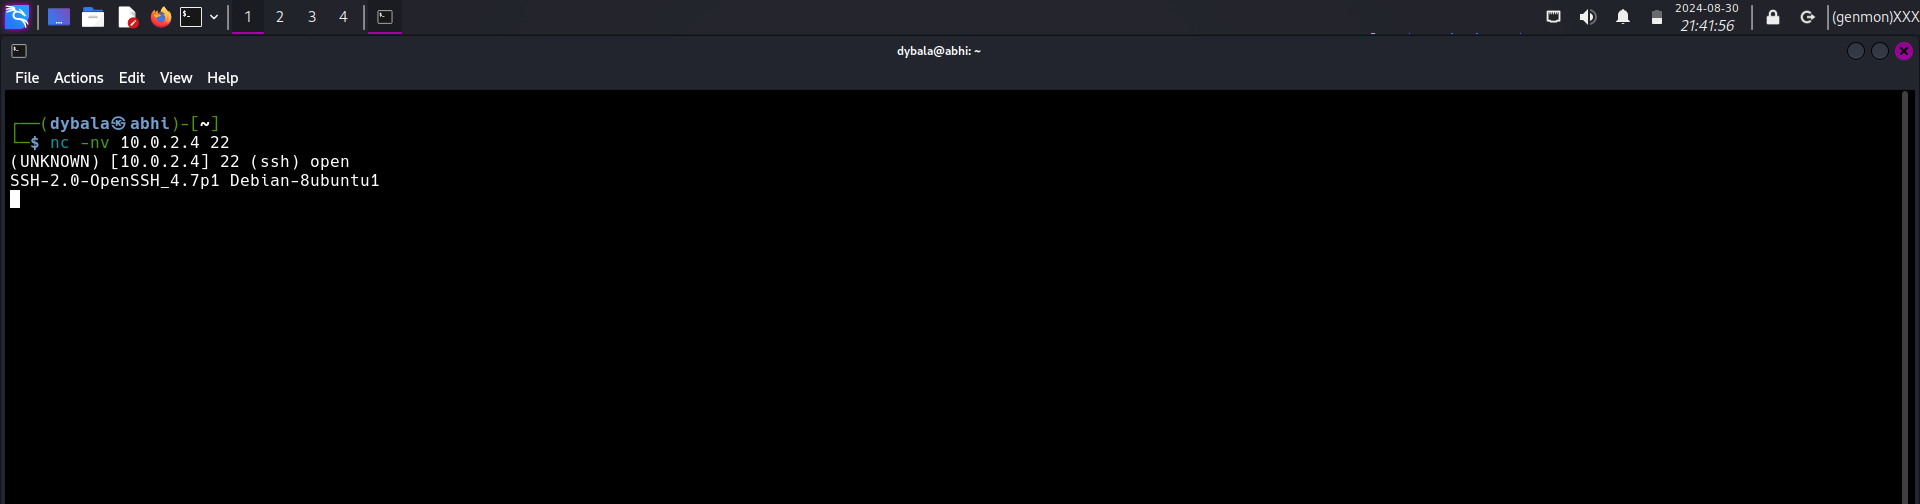 1 2 3 4
2024-08-30
21:41:56
(genmon)XXX
dybala@abhi: ~
File Actions Edit View Help
┌──(dybala㉿abhi)-[~]
└─$ nc -nv 10.0.2.4 22
(UNKNOWN) [10.0.2.4] 22 (ssh) open
SSH-2.0-OpenSSH_4.7p1 Debian-8ubuntu1